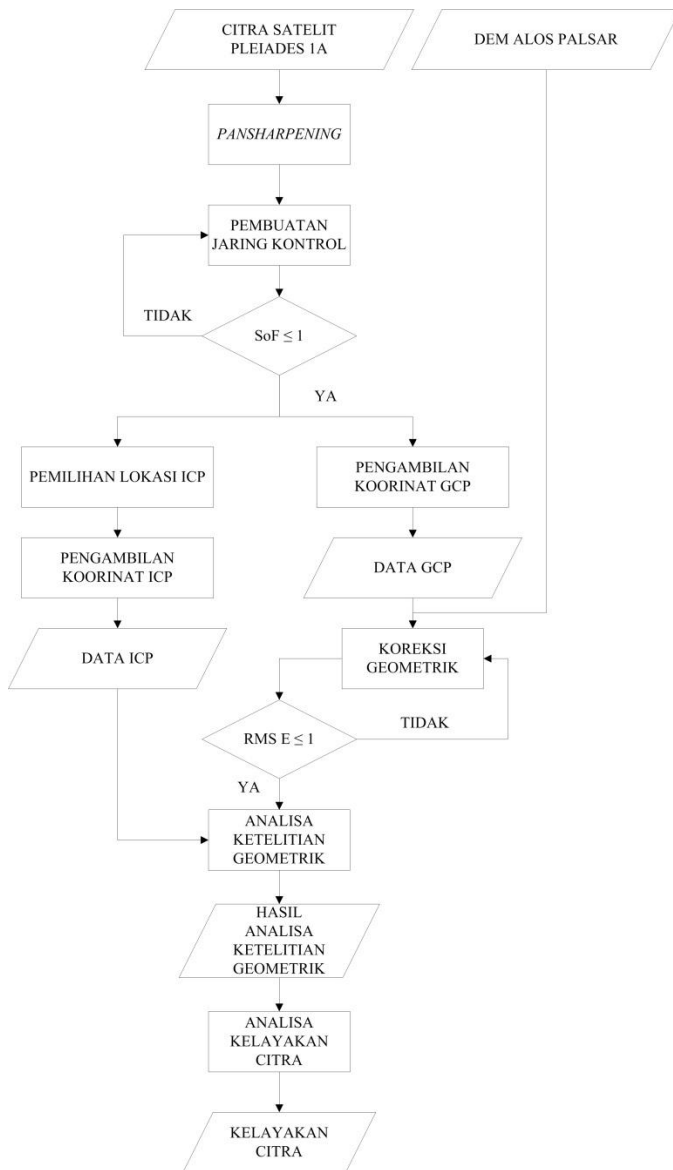 CITRA SATELIT
PLEIADES 1A
DEM ALOS PALSAR
PANSHARPENING
PEMBUATAN
JARING KONTROL
TIDAK
SoF ≤ 1
YA
PEMILIHAN LOKASI ICP
PENGAMBILAN
KOORINAT GCP
PENGAMBILAN
KOORINAT ICP
DATA GCP
DATA ICP
KOREKSI
GEOMETRIK
TIDAK
RMS E ≤ 1
YA
ANALISA
KETELITIAN
GEOMETRIK
HASIL
ANALISA
KETELITIAN
GEOMETRIK
ANALISA
KELAYAKAN
CITRA
KELAYAKAN
CITRA